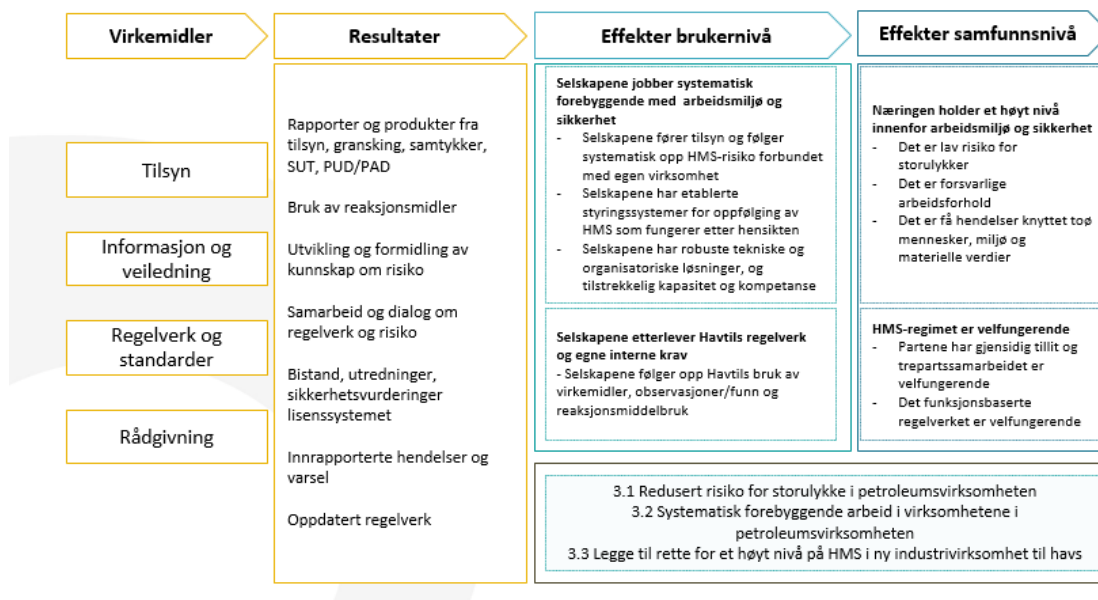 Virkemidler
Resultater
Effekter brukernivå
Effekter samfunnsnivå
Tilsyn
Informasjon og
veiledning
Regelverk og
standarder
Rådgivning
Rapporter og produkter fra
tilsyn, gransking, samtykker,
SUT, PUD/PAD
Bruk av reaksjonsmidler
Utvikling og formidling av
kunnskap om risiko
Samarbeid og dialog om
regelverk og risiko
Bistand, utredninger,
sikkerhetsvurderinger
lisenssystemet
Innrapporterte hendelser og
varsel
Oppdatert regelverk
Selskapene jobber systematisk
forebyggende med arbeidsmiljø og
sikkerhet
- Selskapene fører tilsyn og følger
systematisk opp HMS-risiko forbundet
med egen virksomhet
- Selskapene har etablerte
styringssystemer for oppfølging av
HMS som fungerer etter hensikten
- Selskapene har robuste tekniske og
organisatoriske løsninger, og
tilstrekkelig kapasitet og kompetanse
Selskapene etterlever Havtils regelverk
og egne interne krav
- Selskapene følger opp Havtils bruk av
virkemidler, observasjoner/funn og
reaksjonsmiddelbruk
Næringen holder et høyt nivå
innenfor arbeidsmiljø og sikkerhet
- Det er lav risiko for
storulykker
- Det er forsvarlige
arbeidsforhold
- Det er få hendelser knyttet toø
mennesker, miljø og
materielle verdier
HMS-regimet er velfungerende
- Partene har gjensidig tillit og
trepartssamarbeidet er
velfungerende
- Det funksjonsbaserte
regelverket er velfungerende
3.1 Redusert risiko for storulykke i petroleumsvirksomheten
3.2 Systematisk forebyggende arbeid i virksomhetene i
petroleumsvirksomheten
3.3 Legge til rette for et høyt nivå på HMS i ny industrivirksomhet til havs